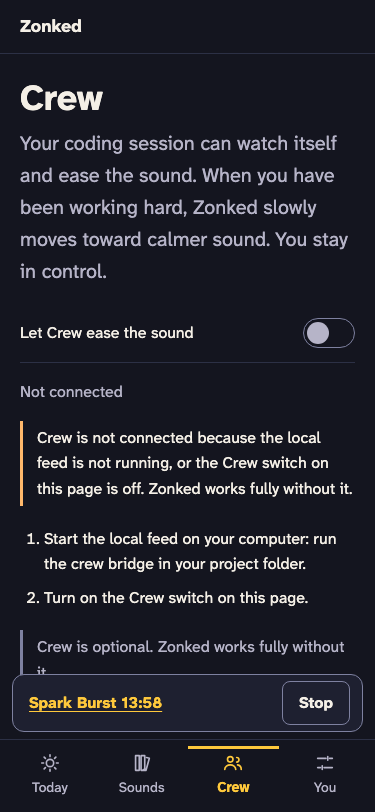 Zonked
Crew
Your coding session can watch itself
and ease the sound. When you have
been working hard, Zonked slowly
moves toward calmer sound. You stay
in control.
Let Crew ease the sound
Not connected
Crew is not connected because the local
feed is not running, or the Crew switch on
this page is off. Zonked works fully without it.
1. Start the local feed on your computer: run
the crew bridge in your project folder.
2. Turn on the Crew switch on this page.
Crew is optional. Zonked works fully without
it.
Spark Burst 13:58
Stop
Today
Sounds
Crew
You